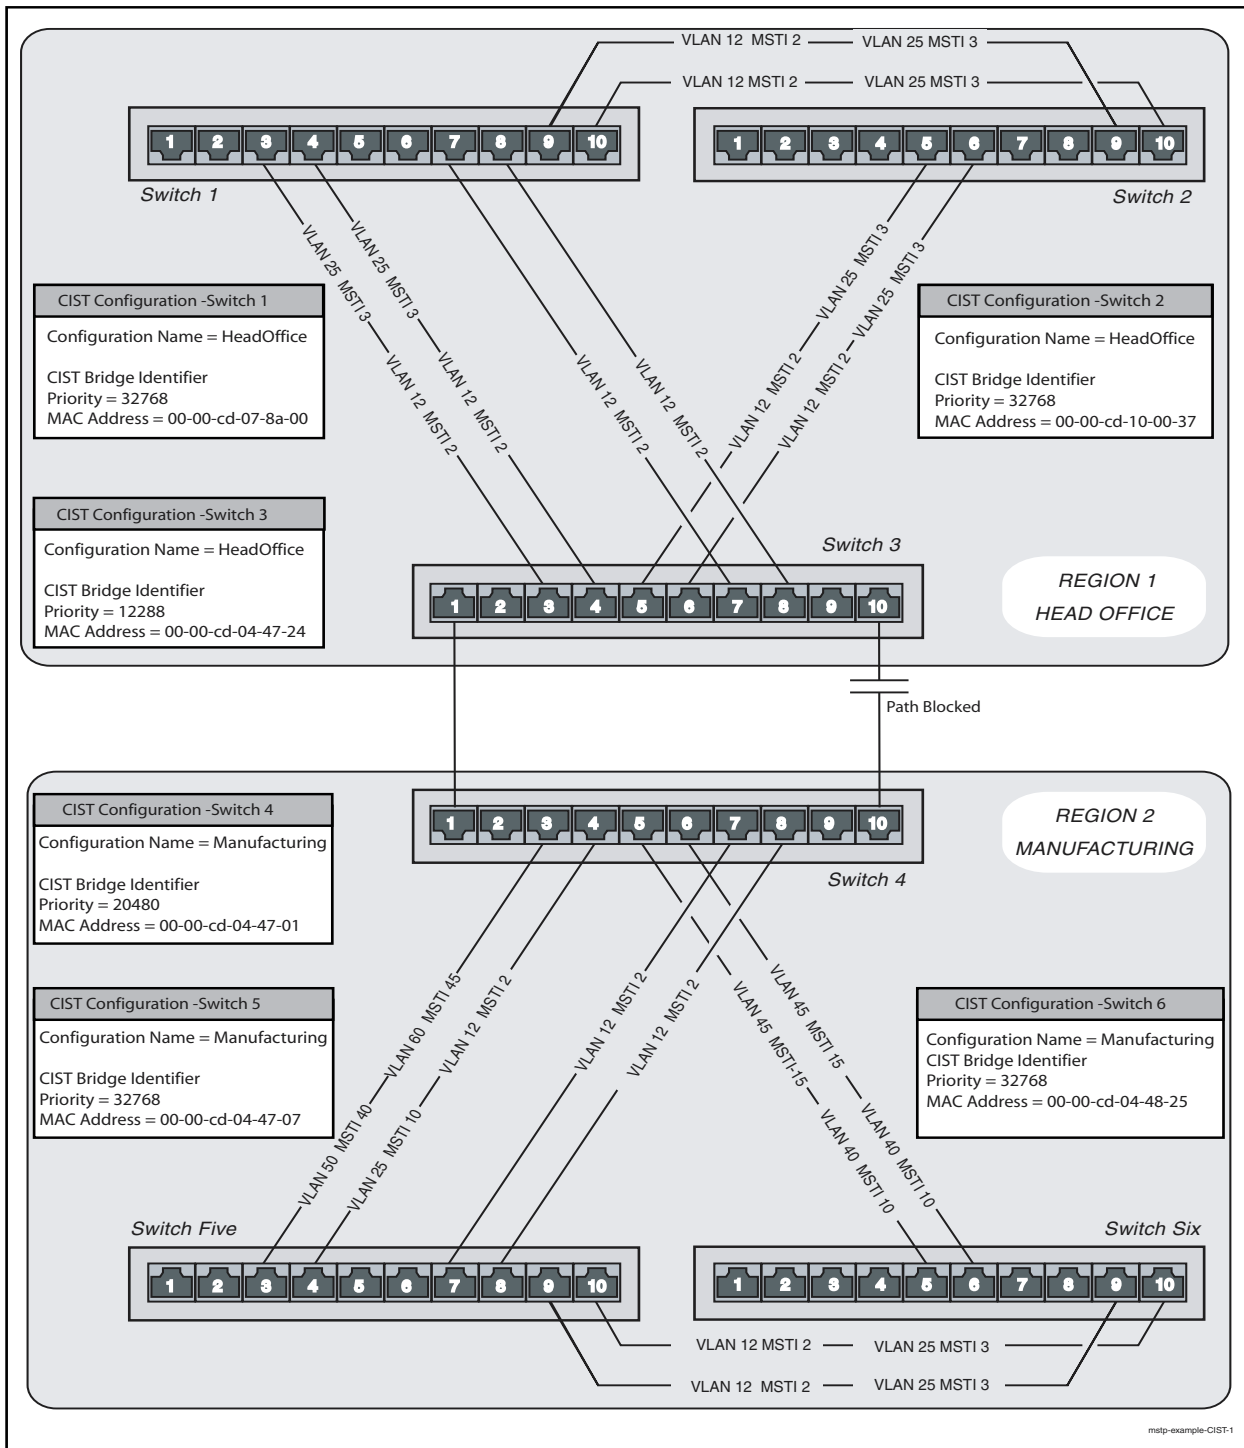 VLAN 12 MSTI 2 VLAN 25 MSTI 3
VLAN 12 MSTI 2 VLAN 25 MSTI 3
1 2 3 4 5 6 7 8 9 10
1 2 3 4 5 6 7 8 9 10
Switch 1
Switch 2
VLAN 25 MSTI 3
VLAN 25 MSTI 3
VLAN 25 MSTI 3
VLAN 25 MSTI 3
CIST Configuration -Switch 1
Configuration Name = HeadOffice
CIST Bridge Identifier
Priority = 32768
MAC Address = 00-00-cd-07-8a-00
CIST Configuration -Switch 2
Configuration Name = HeadOffice
CIST Bridge Identifier
Priority = 32768
MAC Address = 00-00-cd-10-00-37
VLAN 12 MSTI 2
VLAN 12 MSTI 2
VLAN 12 MSTI 2
VLAN 12 MSTI 2
VLAN 12 MSTI 2
VLAN 12 MSTI 2
CIST Configuration -Switch 3
Configuration Name = HeadOffice
CIST Bridge Identifier
Priority = 12288
MAC Address = 00-00-cd-04-47-24
Switch 3
1 2 3 4 5 6 7 8 9 10
REGION 1
HEAD OFFICE
Path Blocked
CIST Configuration -Switch 4
Configuration Name = Manufacturing
CIST Bridge Identifier
Priority = 20480
MAC Address = 00-00-cd-04-47-01
1 2 3 4 5 6 7 8 9 10
Switch 4
REGION 2
MANUFACTURING
VLAN 60 MSTI 45
VLAN 12 MSTI 2
VLAN 12 MSTI 2
VLAN 12 MSTI 2
VLAN 45 MSTI-15
VLAN 45 MSTI 15
CIST Configuration -Switch 5
Configuration Name = Manufacturing
CIST Bridge Identifier
Priority = 32768
MAC Address = 00-00-cd-04-47-07
CIST Configuration -Switch 6
Configuration Name = Manufacturing
CIST Bridge Identifier
Priority = 32768
MAC Address = 00-00-cd-04-48-25
VLAN 50 MSTI 40
VLAN 25 MSTI 10
VLAN 40 MSTI 10
VLAN 40 MSTI 10
Switch Five
Switch Six
1 2 3 4 5 6 7 8 9 10
1 2 3 4 5 6 7 8 9 10
VLAN 12 MSTI 2 VLAN 25 MSTI 3
VLAN 12 MSTI 2 VLAN 25 MSTI 3
mstp-example-CIST-1